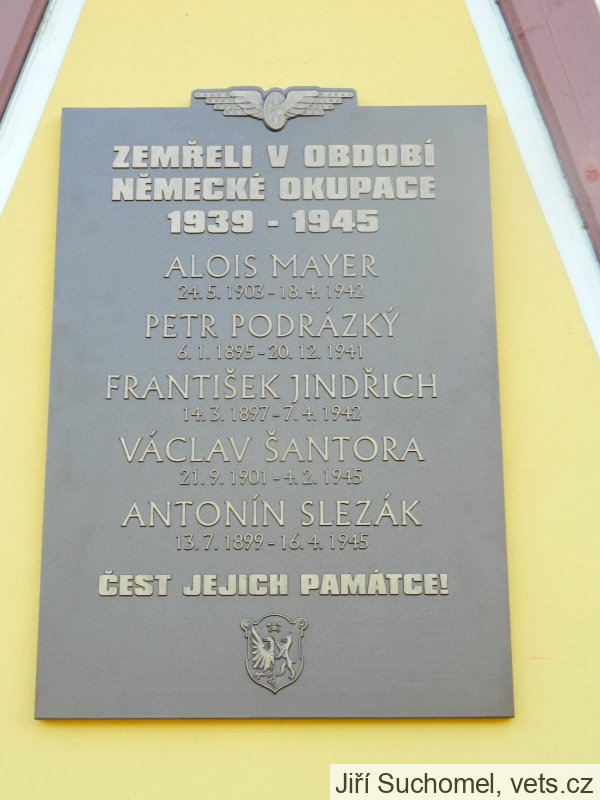 ZEMŘELI V OBDOBÍ
NĚMECKÉ OKUPACE
1939 - 1945
ALOIS MAYER
24. 5. 1903 - 18. 4. 1942
PETR PODRÁZKÝ
6. 1. 1895 - 20. 12. 1941
FRANTIŠEK JINDŘICH
14. 3. 1897 - 7. 4. 1942
VÁCLAV ŠANTORA
21. 9. 1901 - 4. 2. 1945
ANTONÍN SLEZÁK
13. 7. 1899 - 16. 4. 1945
ČEST JEJICH PAMÁTCE!
Jiří Suchomel, vets.cz